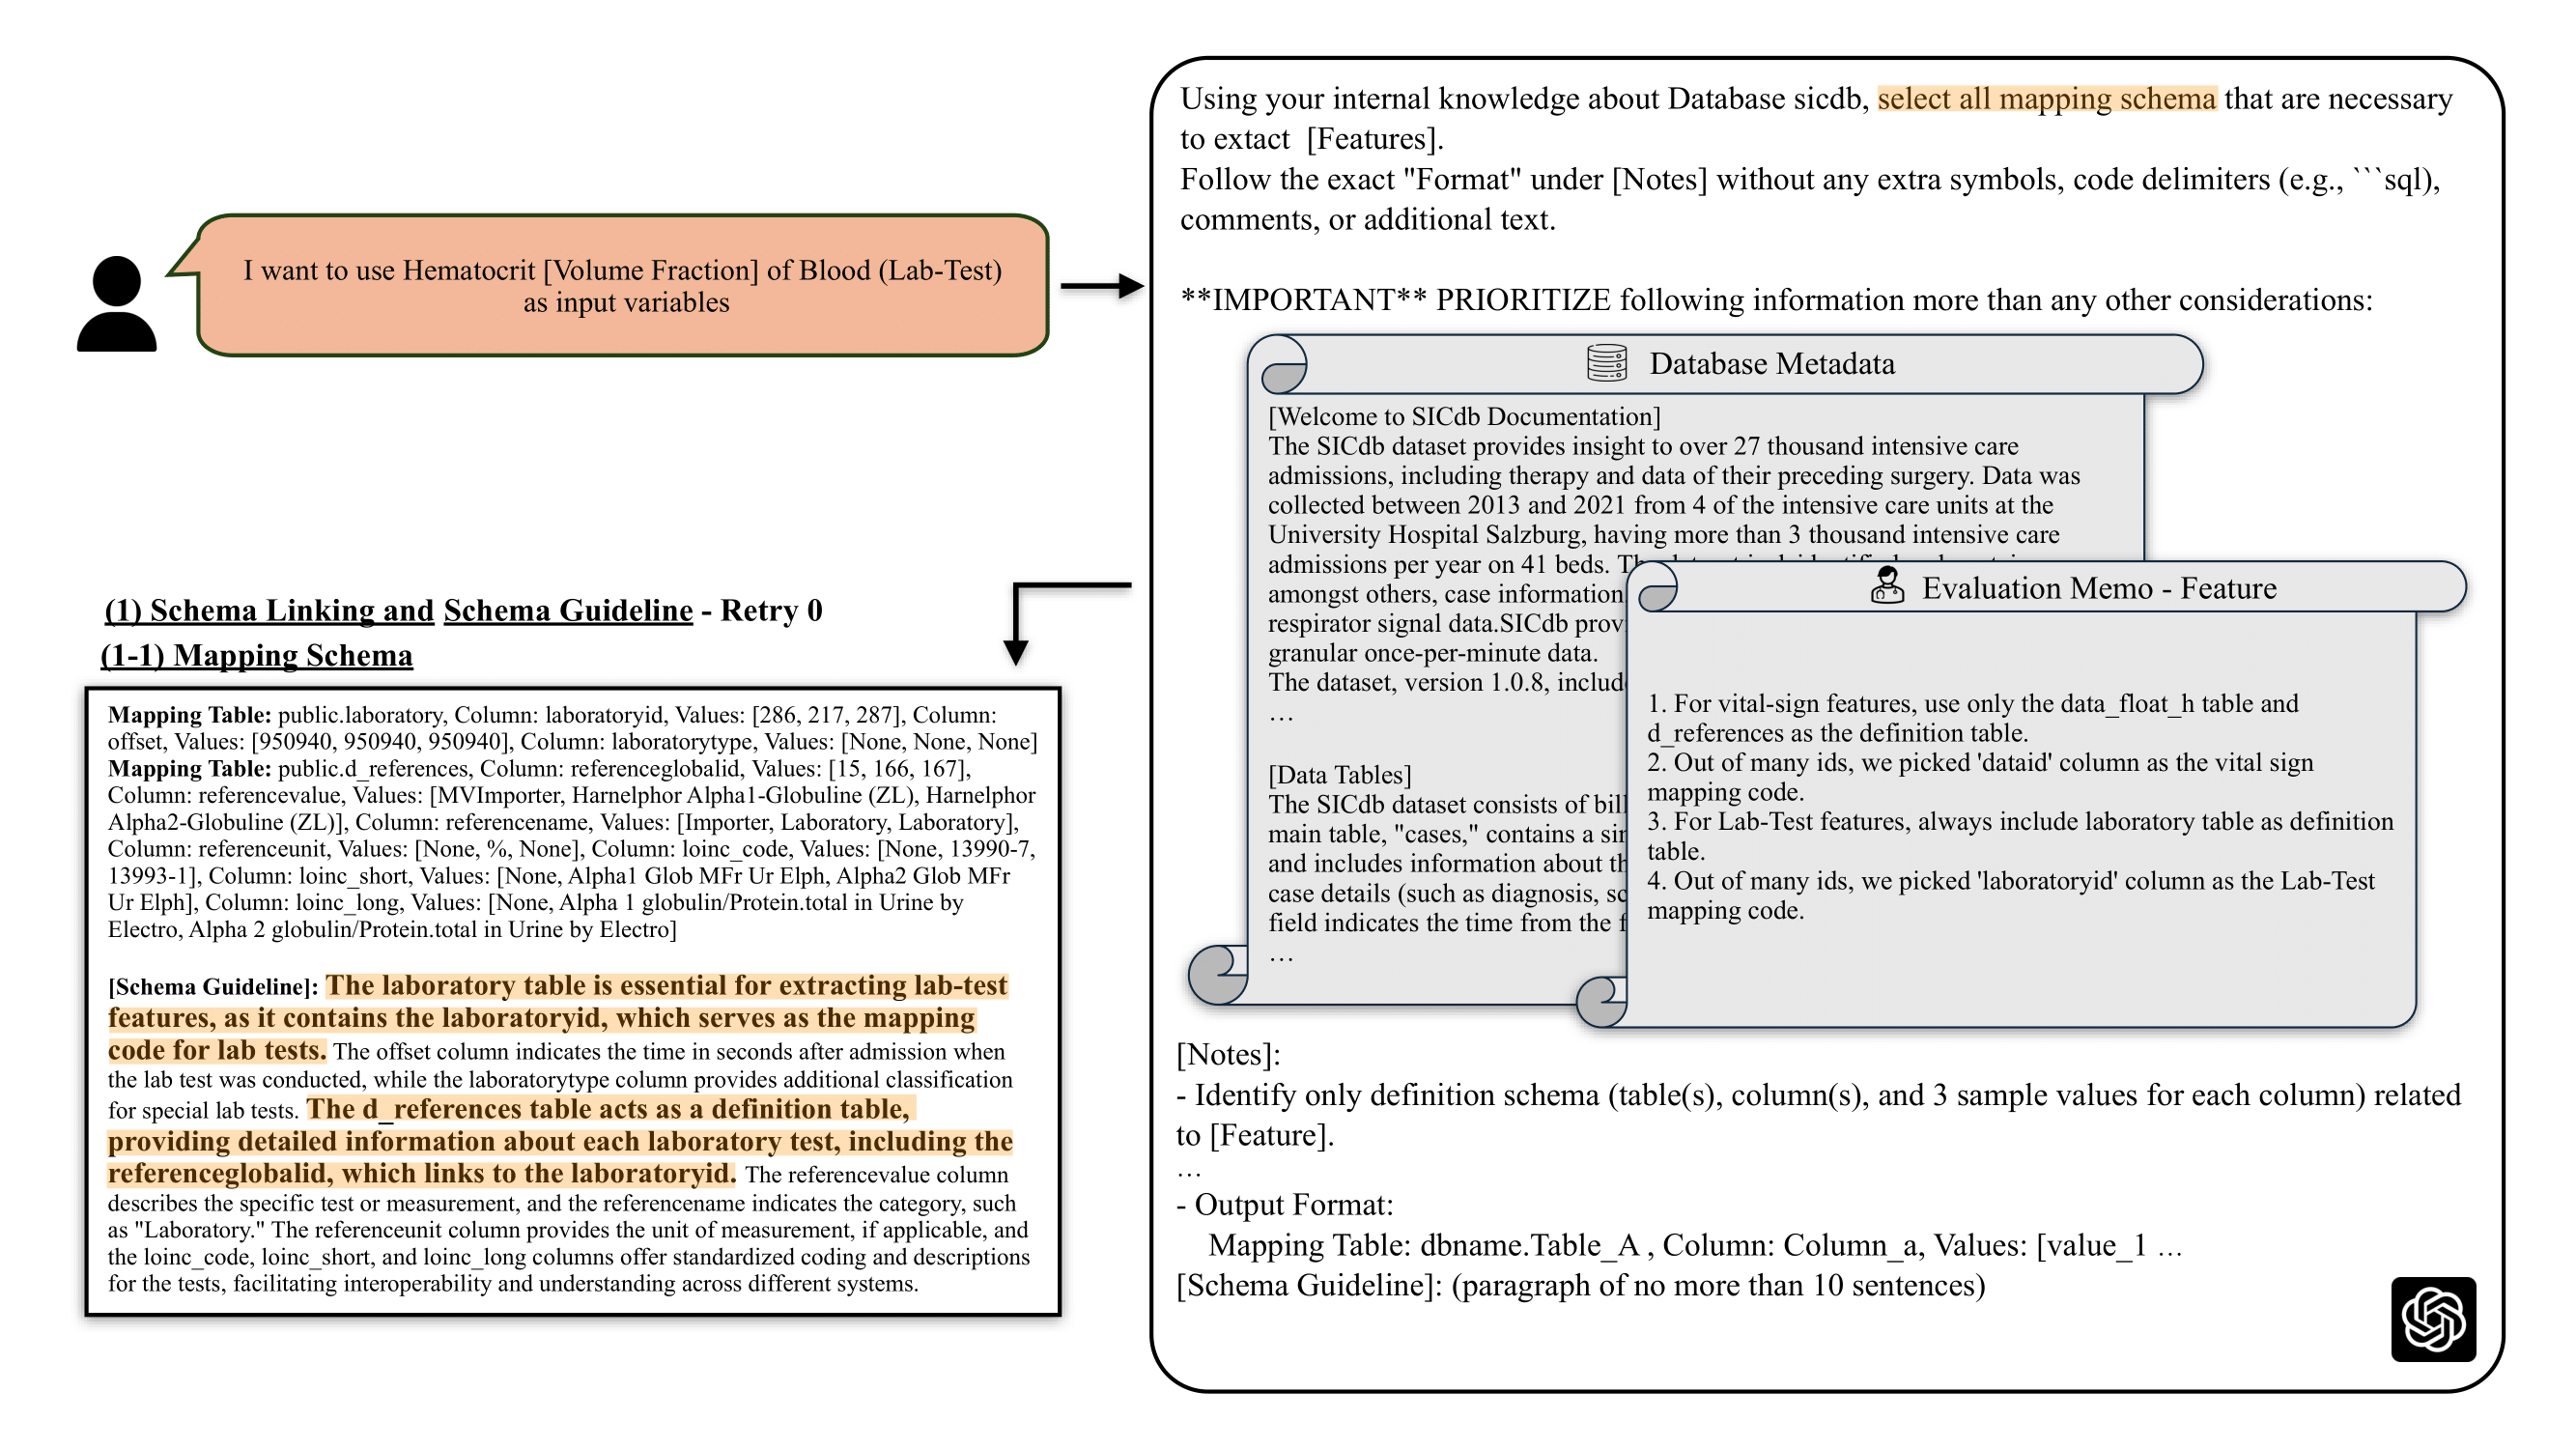 I want to use Hematocrit [Volume Fraction] of Blood (Lab-Test)
as input variables
Using your internal knowledge about Database sicdb, select all mapping schema that are necessary
to extact [Features].
Follow the exact "Format" under [Notes] without any extra symbols, code delimiters (e.g., ```sql),
comments, or additional text.
**IMPORTANT** PRIORITIZE following information more than any other considerations:
Database Metadata
[Welcome to SICdb Documentation]
The SICdb dataset provides insight to over 27 thousand intensive care
admissions, including therapy and data of their preceding surgery. Data was
collected between 2013 and 2021 from 4 of the intensive care units at the
University Hospital Salzburg, having more than 3 thousand intensive care
admissions per year on 41 beds.
amongst others, case information
respirator signal data.SICdb
granular once-per-minute data.
The dataset, version 1.0.8,
…
[Data Tables]
The SICdb dataset consists of
main table, "cases," contains a
and includes information about
case details (such as diagnosis,
field indicates the time from the
…
Evaluation Memo - Feature
1. For vital-sign features, use only the data_float_h table and
d_references as the definition table.
2. Out of many ids, we picked 'dataid' column as the vital sign
mapping code.
3. For Lab-Test features, always include laboratory table as definition
table.
4. Out of many ids, we picked 'laboratoryid' column as the Lab-Test
mapping code.
[Notes]:
- Identify only definition schema (table(s), column(s), and 3 sample values for each column) related
to [Feature].
…
- Output Format:
Mapping Table: dbname.Table_A , Column: Column_a, Values: [value_1 …
[Schema Guideline]: (paragraph of no more than 10 sentences)
(1) Schema Linking and Schema Guideline - Retry 0
(1-1) Mapping Schema
Mapping Table: public.laboratory, Column: laboratoryid, Values: [286, 217, 287], Column:
offset, Values: [950940, 950940, 950940], Column: laboratorytype, Values: [None, None, None]
Mapping Table: public.d_references, Column: referenceglobalid, Values: [15, 166, 167],
Column: referencevalue, Values: [MVImporter, Harnelphor Alpha1-Globuline (ZL), Harnelphor
Alpha2-Globuline (ZL)], Column: referencename, Values: [Importer, Laboratory, Laboratory],
Column: referenceunit, Values: [None, %, None], Column: loinc_code, Values: [None, 13990-7,
13993-1], Column: loinc_short, Values: [None, Alpha1 Glob MFr Ur Elph, Alpha2 Glob MFr
Ur Elph], Column: loinc_long, Values: [None, Alpha 1 globulin/Protein.total in Urine by
Electro, Alpha 2 globulin/Protein.total in Urine by Electro]
[Schema Guideline]: The laboratory table is essential for extracting lab-test
features, as it contains the laboratoryid, which serves as the mapping
code for lab tests. The offset column indicates the time in seconds after admission when
the lab test was conducted, while the laboratorytype column provides additional classification
for special lab tests. The d_references table acts as a definition table,
providing detailed information about each laboratory test, including the
referenceglobalid, which links to the laboratoryid. The referencevalue column
describes the specific test or measurement, and the referencename indicates the category, such
as "Laboratory." The referenceunit column provides the unit of measurement, if applicable, and
the loinc_code, loinc_short, and loinc_long columns offer standardized coding and descriptions
for the tests, facilitating interoperability and understanding across different systems.